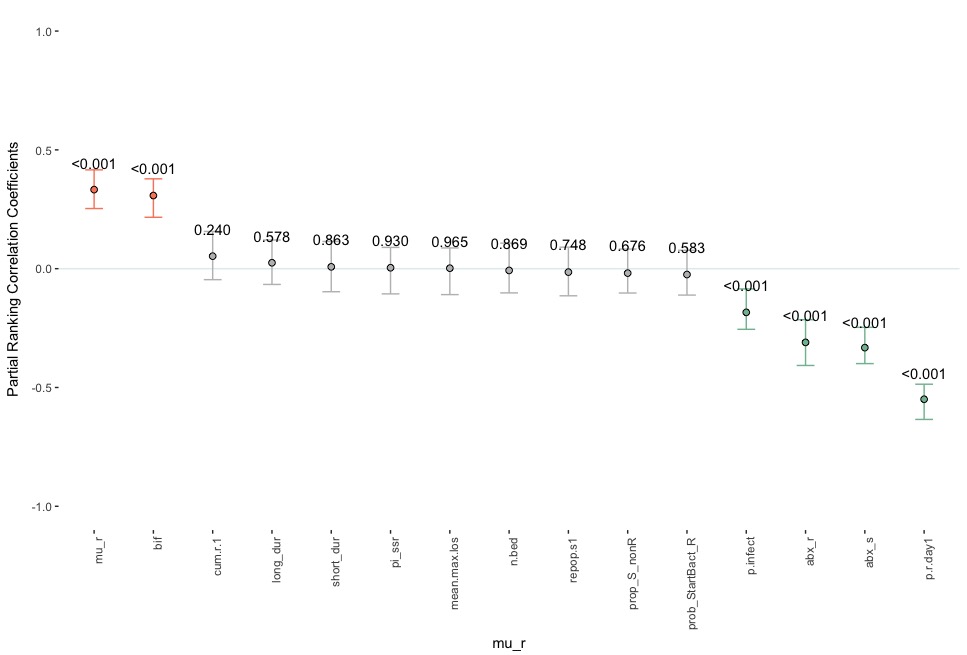 Partial Ranking Correlation Coefficients
1.0
0.5
0.0
-0.5
-1.0
<0.001
<0.001
0.240
0.578
0.863
0.930
0.965
0.869
0.748
0.676
0.583
<0.001
<0.001
<0.001
<0.001
mu_r
bif
cum.r.1
long_dur
short_dur
pi_ssr
mean.max.los
n.bed
repop.s1
prop_S_nonR
prob_StartBact_R
p.infect
abx_r
abx_s
p.r.day1
mu_r